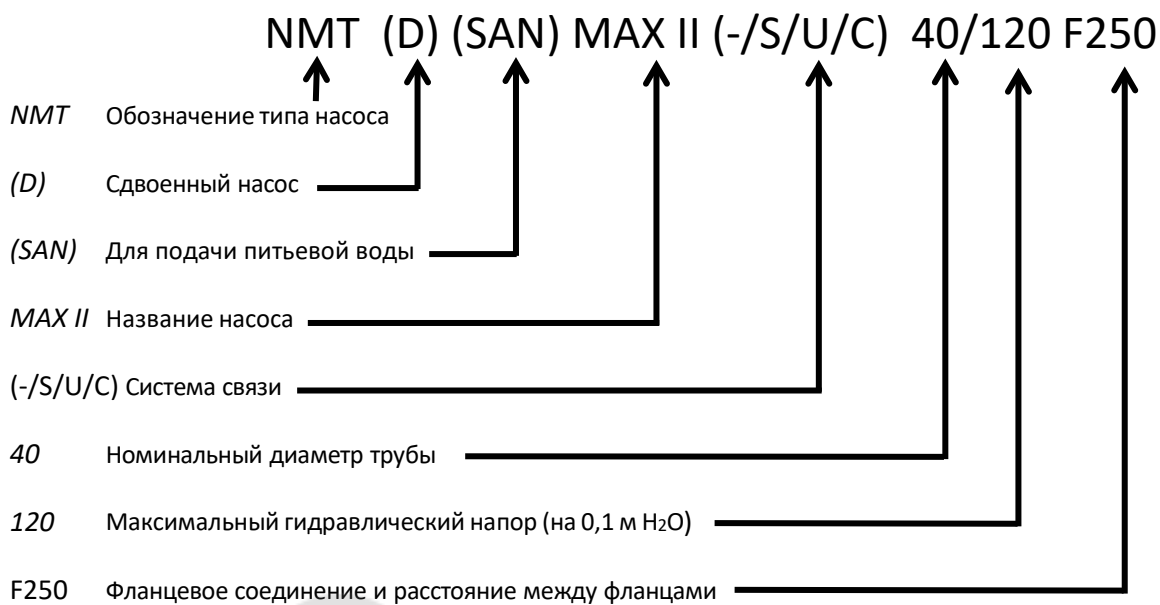 NMT (D) (SAN) MAX II (-/S/U/C) 40/120 F250
NMT Обозначение типа насоса
(D) Сдвоенный насос
(SAN) Для подачи питьевой воды
MAX II Название насоса
(-/S/U/C) Система связи
40 Номинальный диаметр трубы
120 Максимальный гидравлический напор (на 0,1 м H₂O)
F250 Фланцевое соединение и расстояние между фланцами